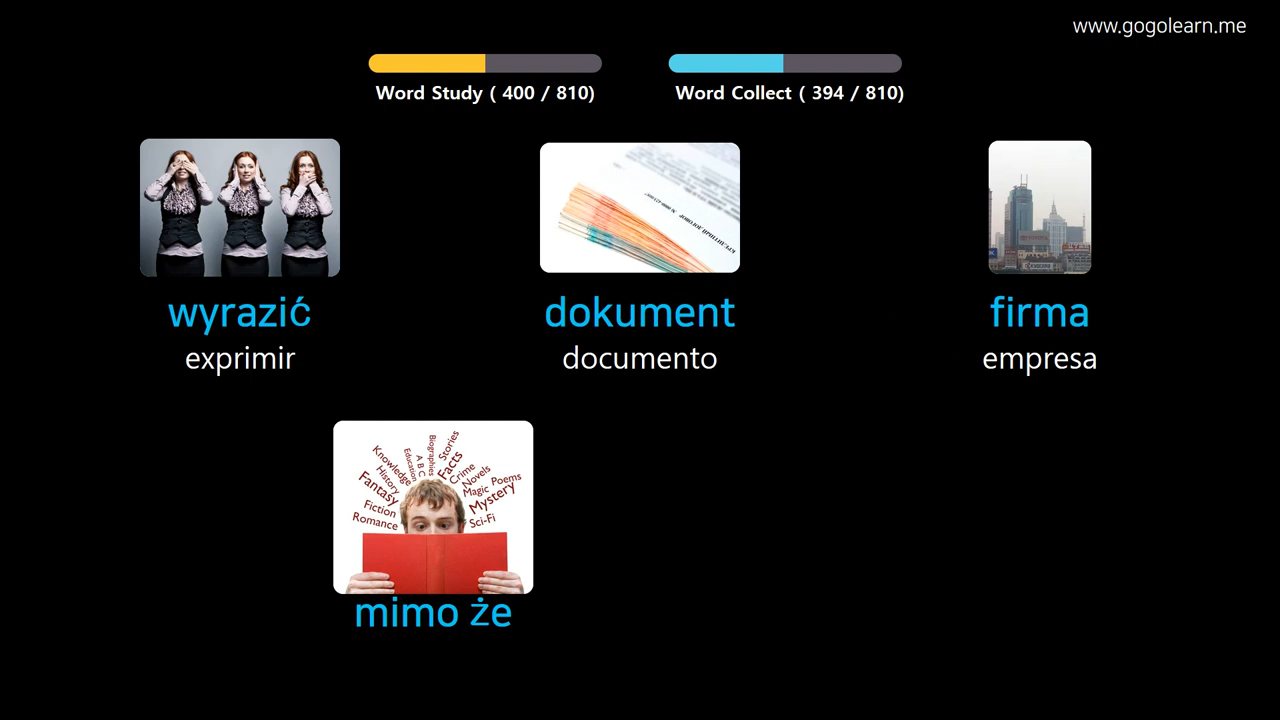 www.gogolearn.me
Word Study ( 400 / 810)
Word Collect ( 394 / 810)
wyrazić
exprimir
dokument
documento
firma
empresa
Stories
Biographies
Facts
A B C
Education
Knowledge
Crime
Novels
History
Poems
Magic
Fantasy
Mystery
Fiction
Sci-Fi
Romance
mimo że